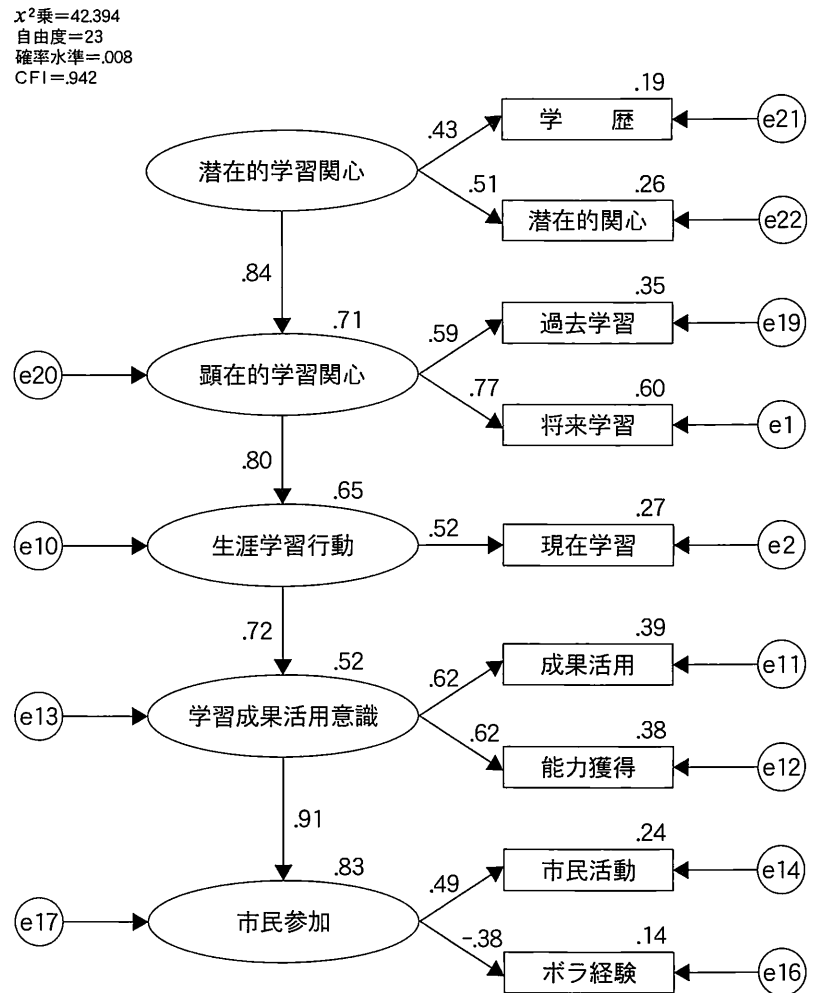 x²乗=42.394
自由度=23
確率水準=.008
CFI=.942
.19
.43
学 歴
e21
潜在的学習関心
.51
.26
潜在的関心
e22
.84
.35
.71
.59
過去学習
e19
e20
顕在的学習関心
.77
.60
将来学習
e1
.80
.65
.27
e10
生涯学習行動
.52
現在学習
e2
.72
.39
.52
.62
成果活用
e11
e13
学習成果活用意識
.62
.38
能力獲得
e12
.91
.24
.83
.49
市民活動
e14
e17
市民参加
-.38
.14
ボラ経験
e16